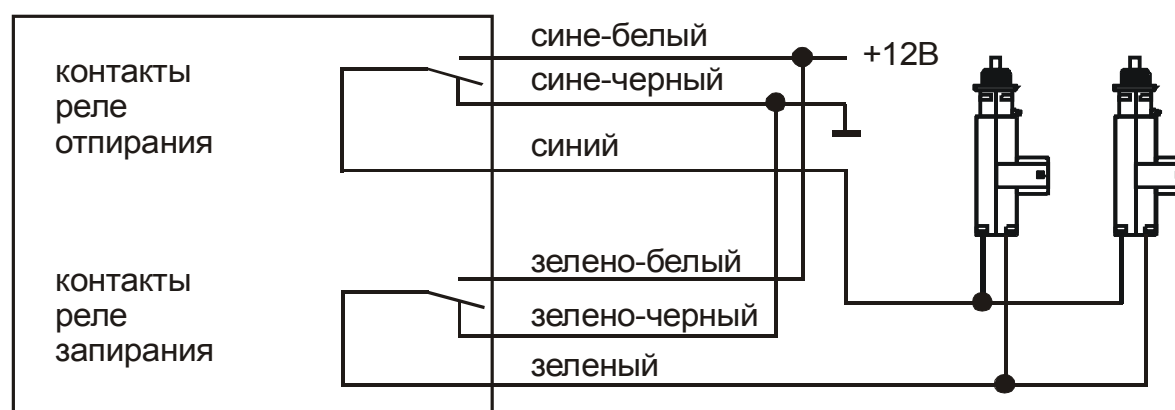 сине-белый
+12В
сине-черный
контакты
реле
отпирания
синий
зелено-белый
контакты
реле
запирания
зелено-черный
зеленый